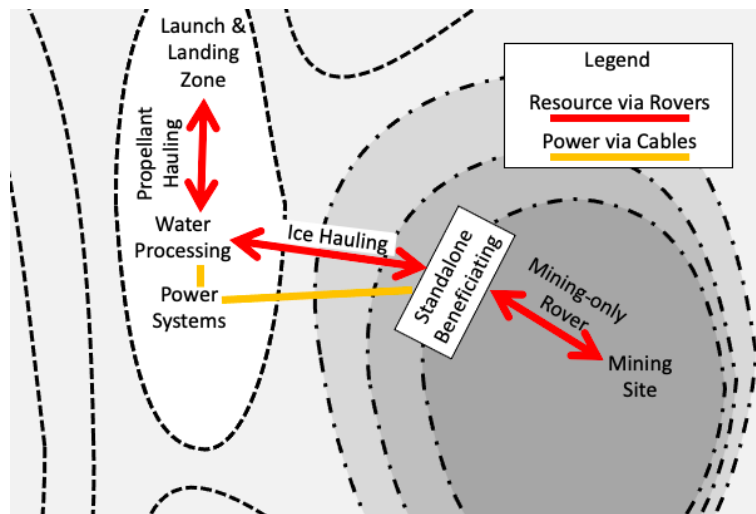 Launch &
Landing
Zone
Legend
Resource via Rovers
Power via Cables
Propellant
Hauling
Water
Processing
Ice Hauling
Power
Systems
Standalone
Beneficiating
Mining-only
Rover
Mining
Site